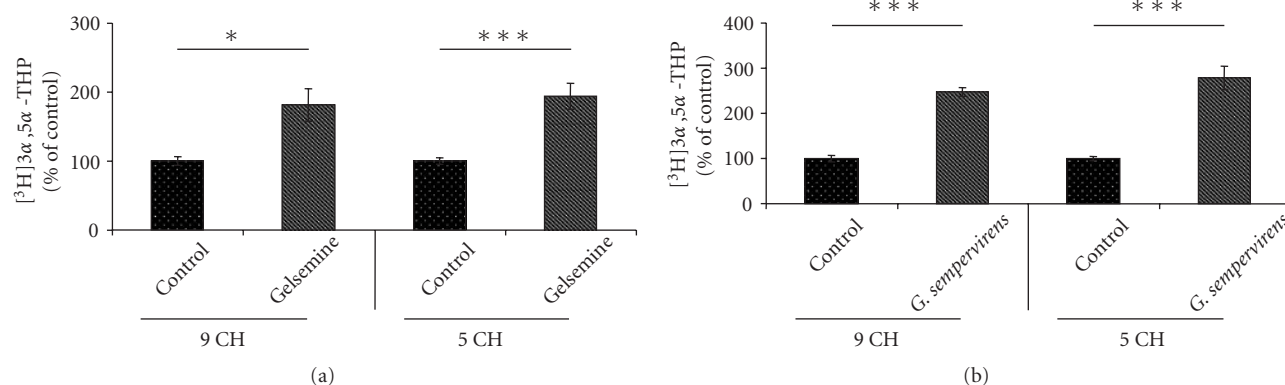 [³H]3α,5α -THP
(% of control)
300
200
100
0
*
* * *
Control
Gelsemine
Control
Gelsemine
9 CH
5 CH
(a)
[³H]3α,5α -THP
(% of control)
400
300
200
100
0
* * *
* * *
Control
G. sempervirens
Control
G. sempervirens
9 CH
5 CH
(b)